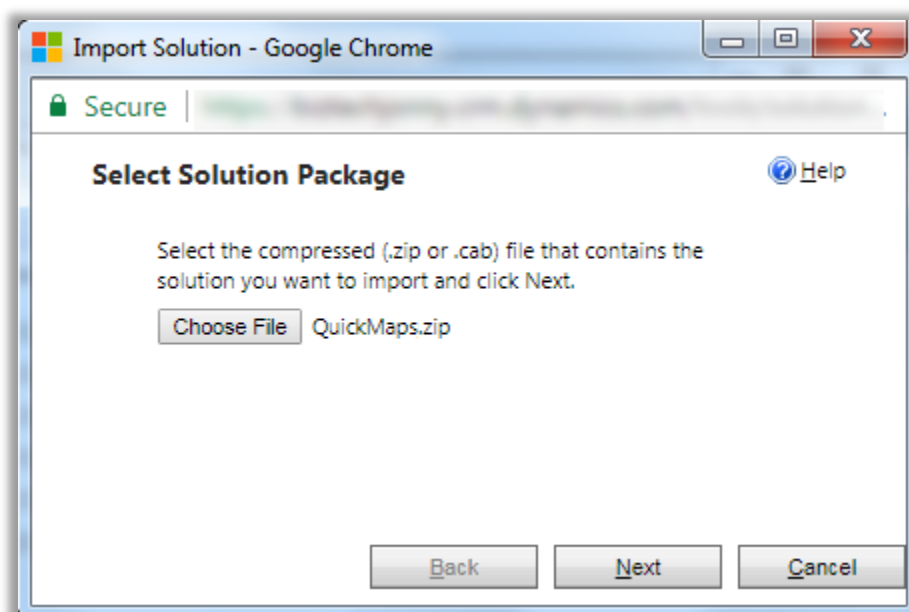 Import Solution - Google Chrome
Secure
Select Solution Package
Help
Select the compressed (.zip or .cab) file that contains the
solution you want to import and click Next.
Choose File QuickMaps.zip
Back Next Cancel